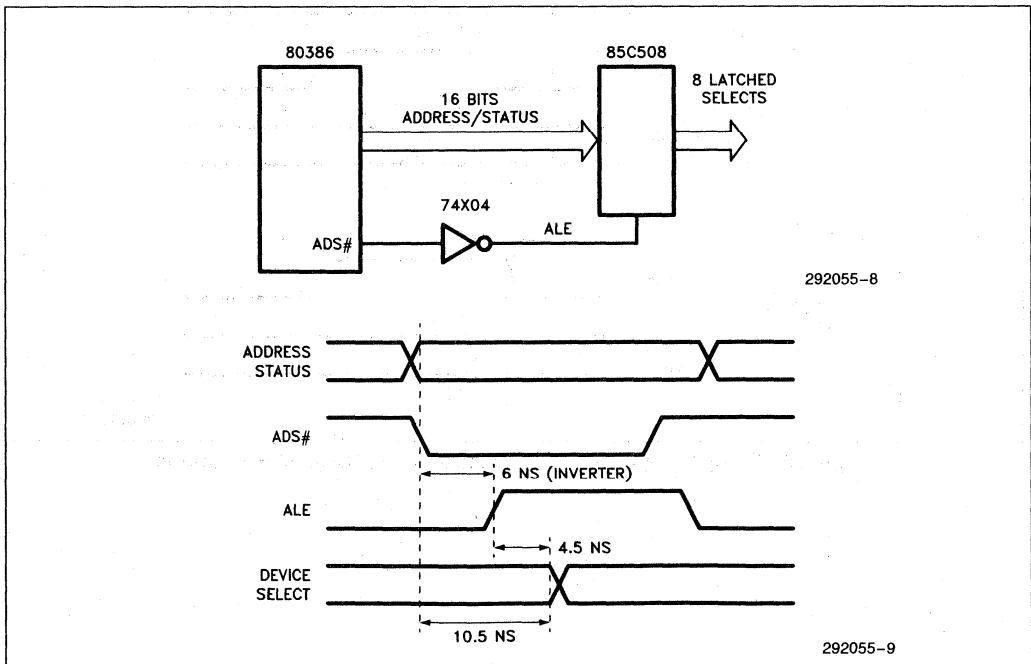 80386
85C508
8 LATCHED
SELECTS
16 BITS
ADDRESS/STATUS
74X04
ADS#
ALE
292055-8
ADDRESS
STATUS
ADS#
6 NS (INVERTER)
ALE
4.5 NS
DEVICE
SELECT
10.5 NS
292055-9